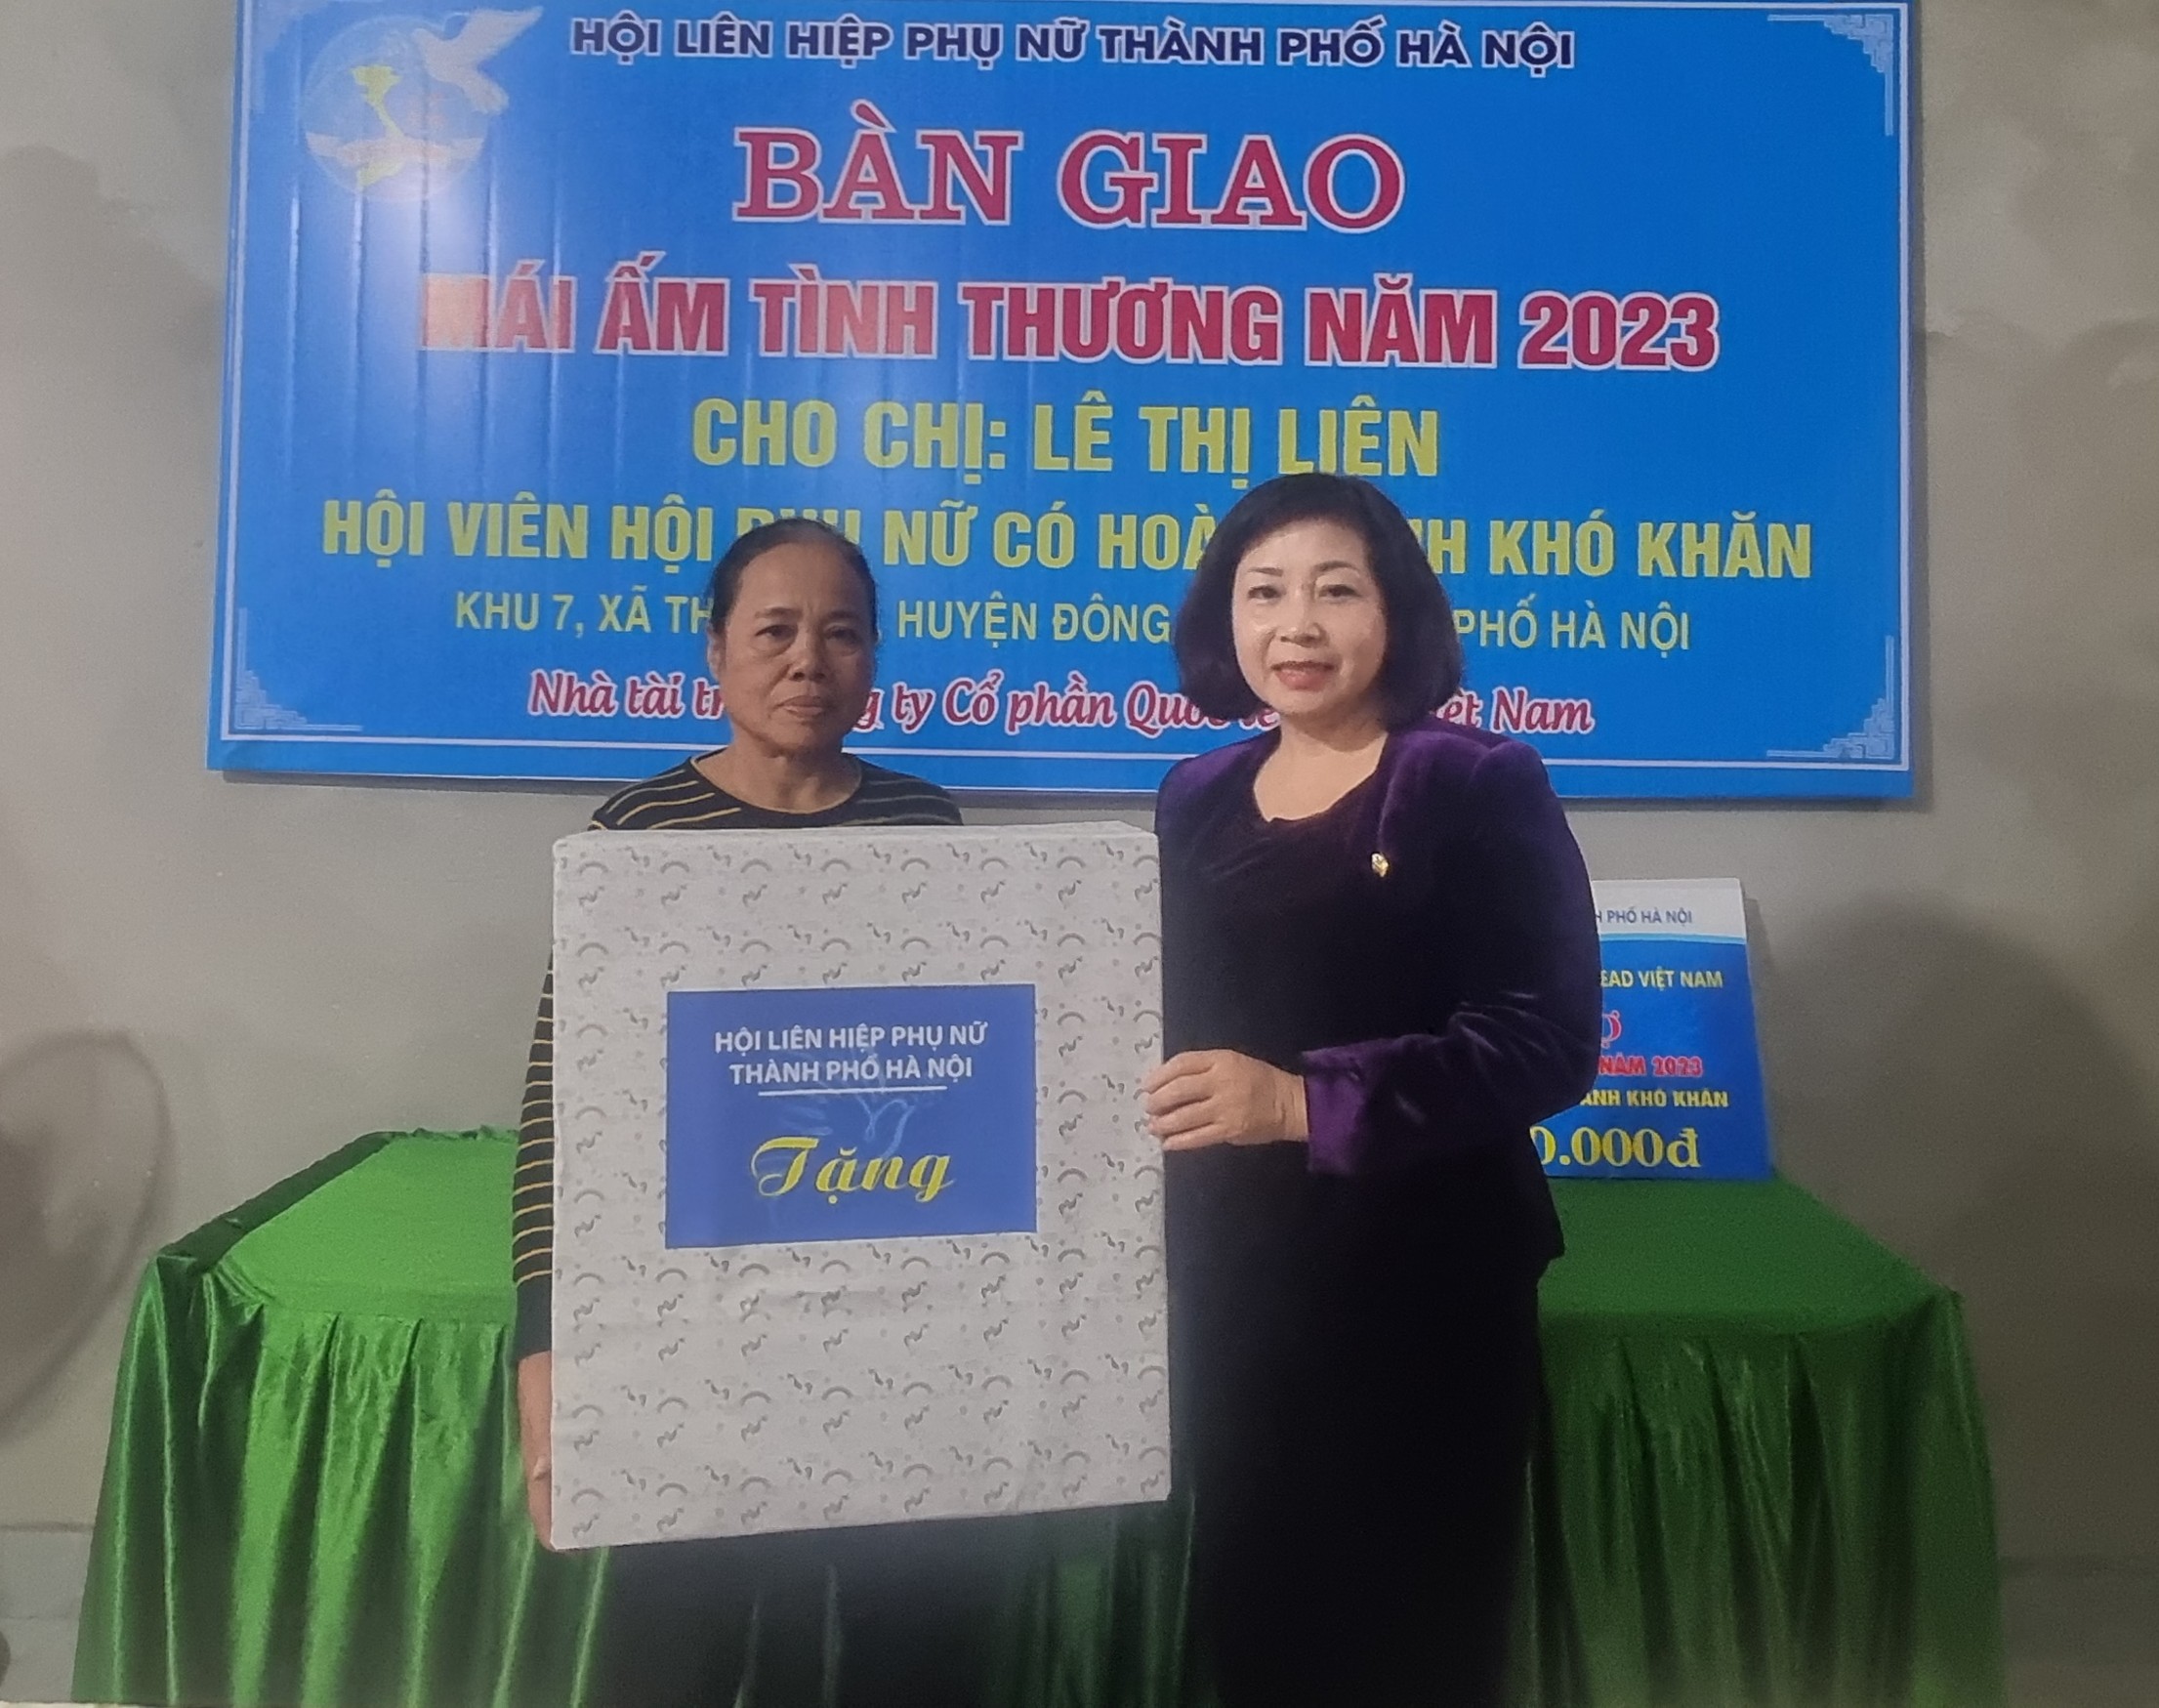 HỘI LIÊN HIỆP PHỤ NỮ THÀNH PHỐ HÀ NỘI
BÀN GIAO
MÁI ẤM TÌNH THƯƠNG NĂM 2023
CHO CHỊ: LÊ THỊ LIÊN
HỘI VIÊN HỘI PHỤ NỮ CÓ KHÓ KHĂN
KHU 7, XÃ HUYỆN ĐÔNG PHỐ HÀ NỘI
Nhà tài ty Cổ phần Quốc tế Nam
HỘI LIÊN HIỆP PHỤ NỮ
THÀNH PHỐ HÀ NỘI
Tặng
PHỐ HÀ NỘI
VIỆT NAM
NĂM 2023
KHÓ KHĂN
0.000đ